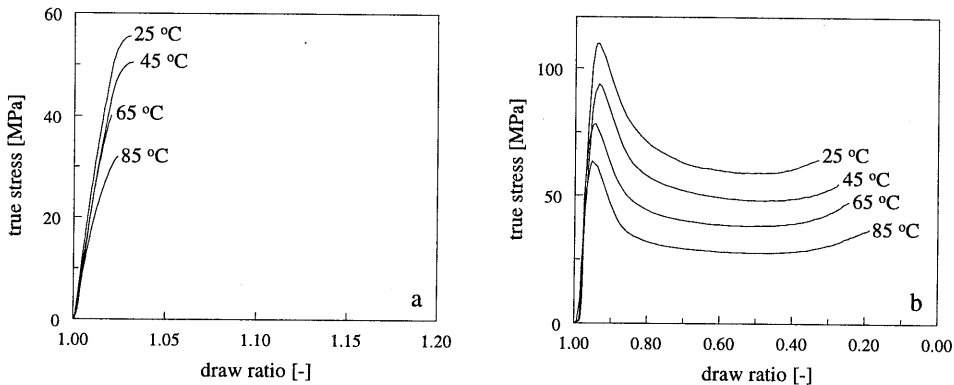 60
40
20
0
true stress [MPa]
25 °C
45 °C
65 °C
85 °C
a
1.00
1.05
1.10
1.15
1.20
draw ratio [-]
100
50
0
true stress [MPa]
25 °C
45 °C
65 °C
85 °C
b
1.00
0.80
0.60
0.40
0.20
0.00
draw ratio [-]